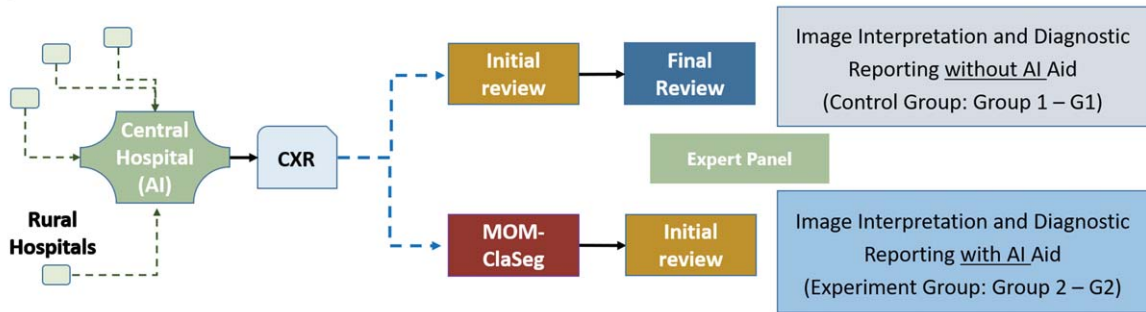 Central
Hospital
(AI)
Rural
Hospitals
CXR
Initial
review
Final
Review
Image Interpretation and Diagnostic
Reporting without AI Aid
(Control Group: Group 1 – G1)
Expert Panel
MOM-
ClaSeg
Initial
review
Image Interpretation and Diagnostic
Reporting with AI Aid
(Experiment Group: Group 2 – G2)